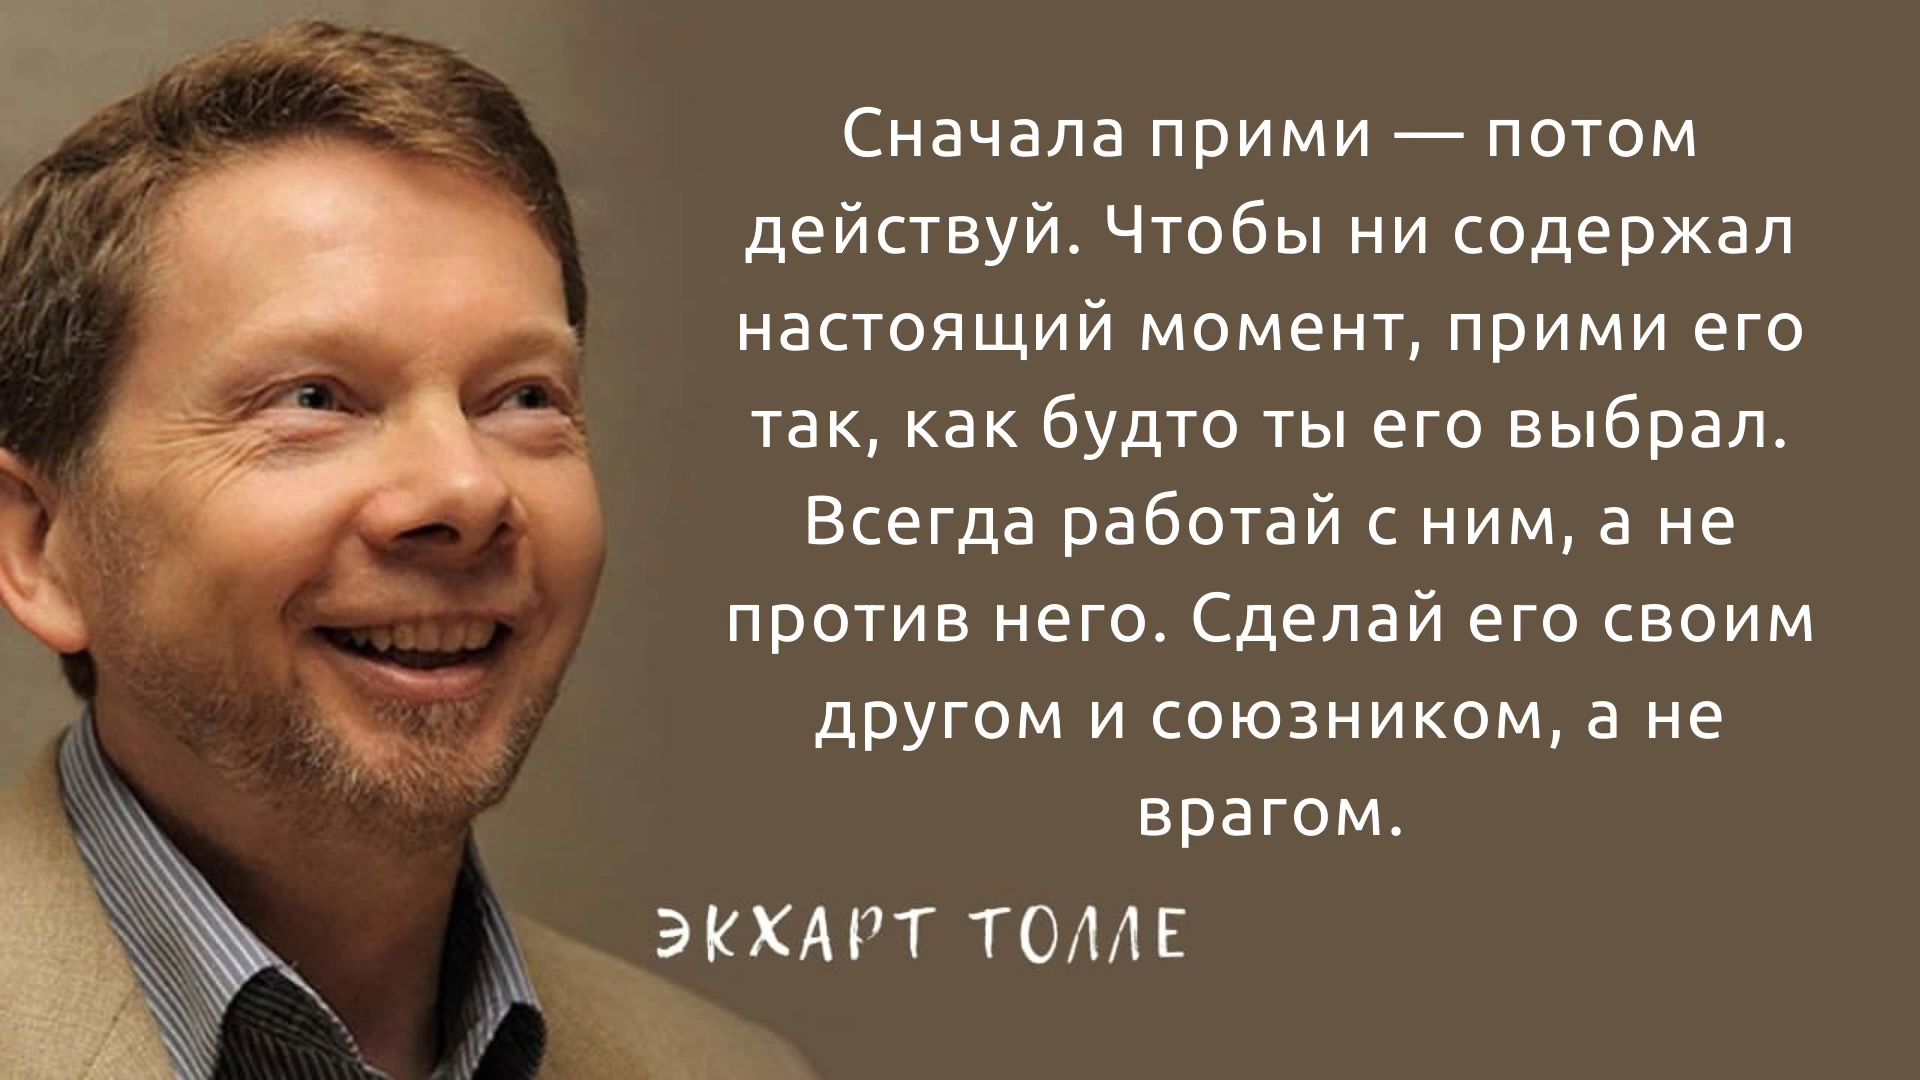 Сначала прими — потом
действуй. Чтобы ни содержал
настоящий момент, прими его
так, как будто ты его выбрал.
Всегда работай с ним, а не
против него. Сделай его своим
другом и союзником, а не
врагом.
ЭКХАРТ ТОЛЛЕ